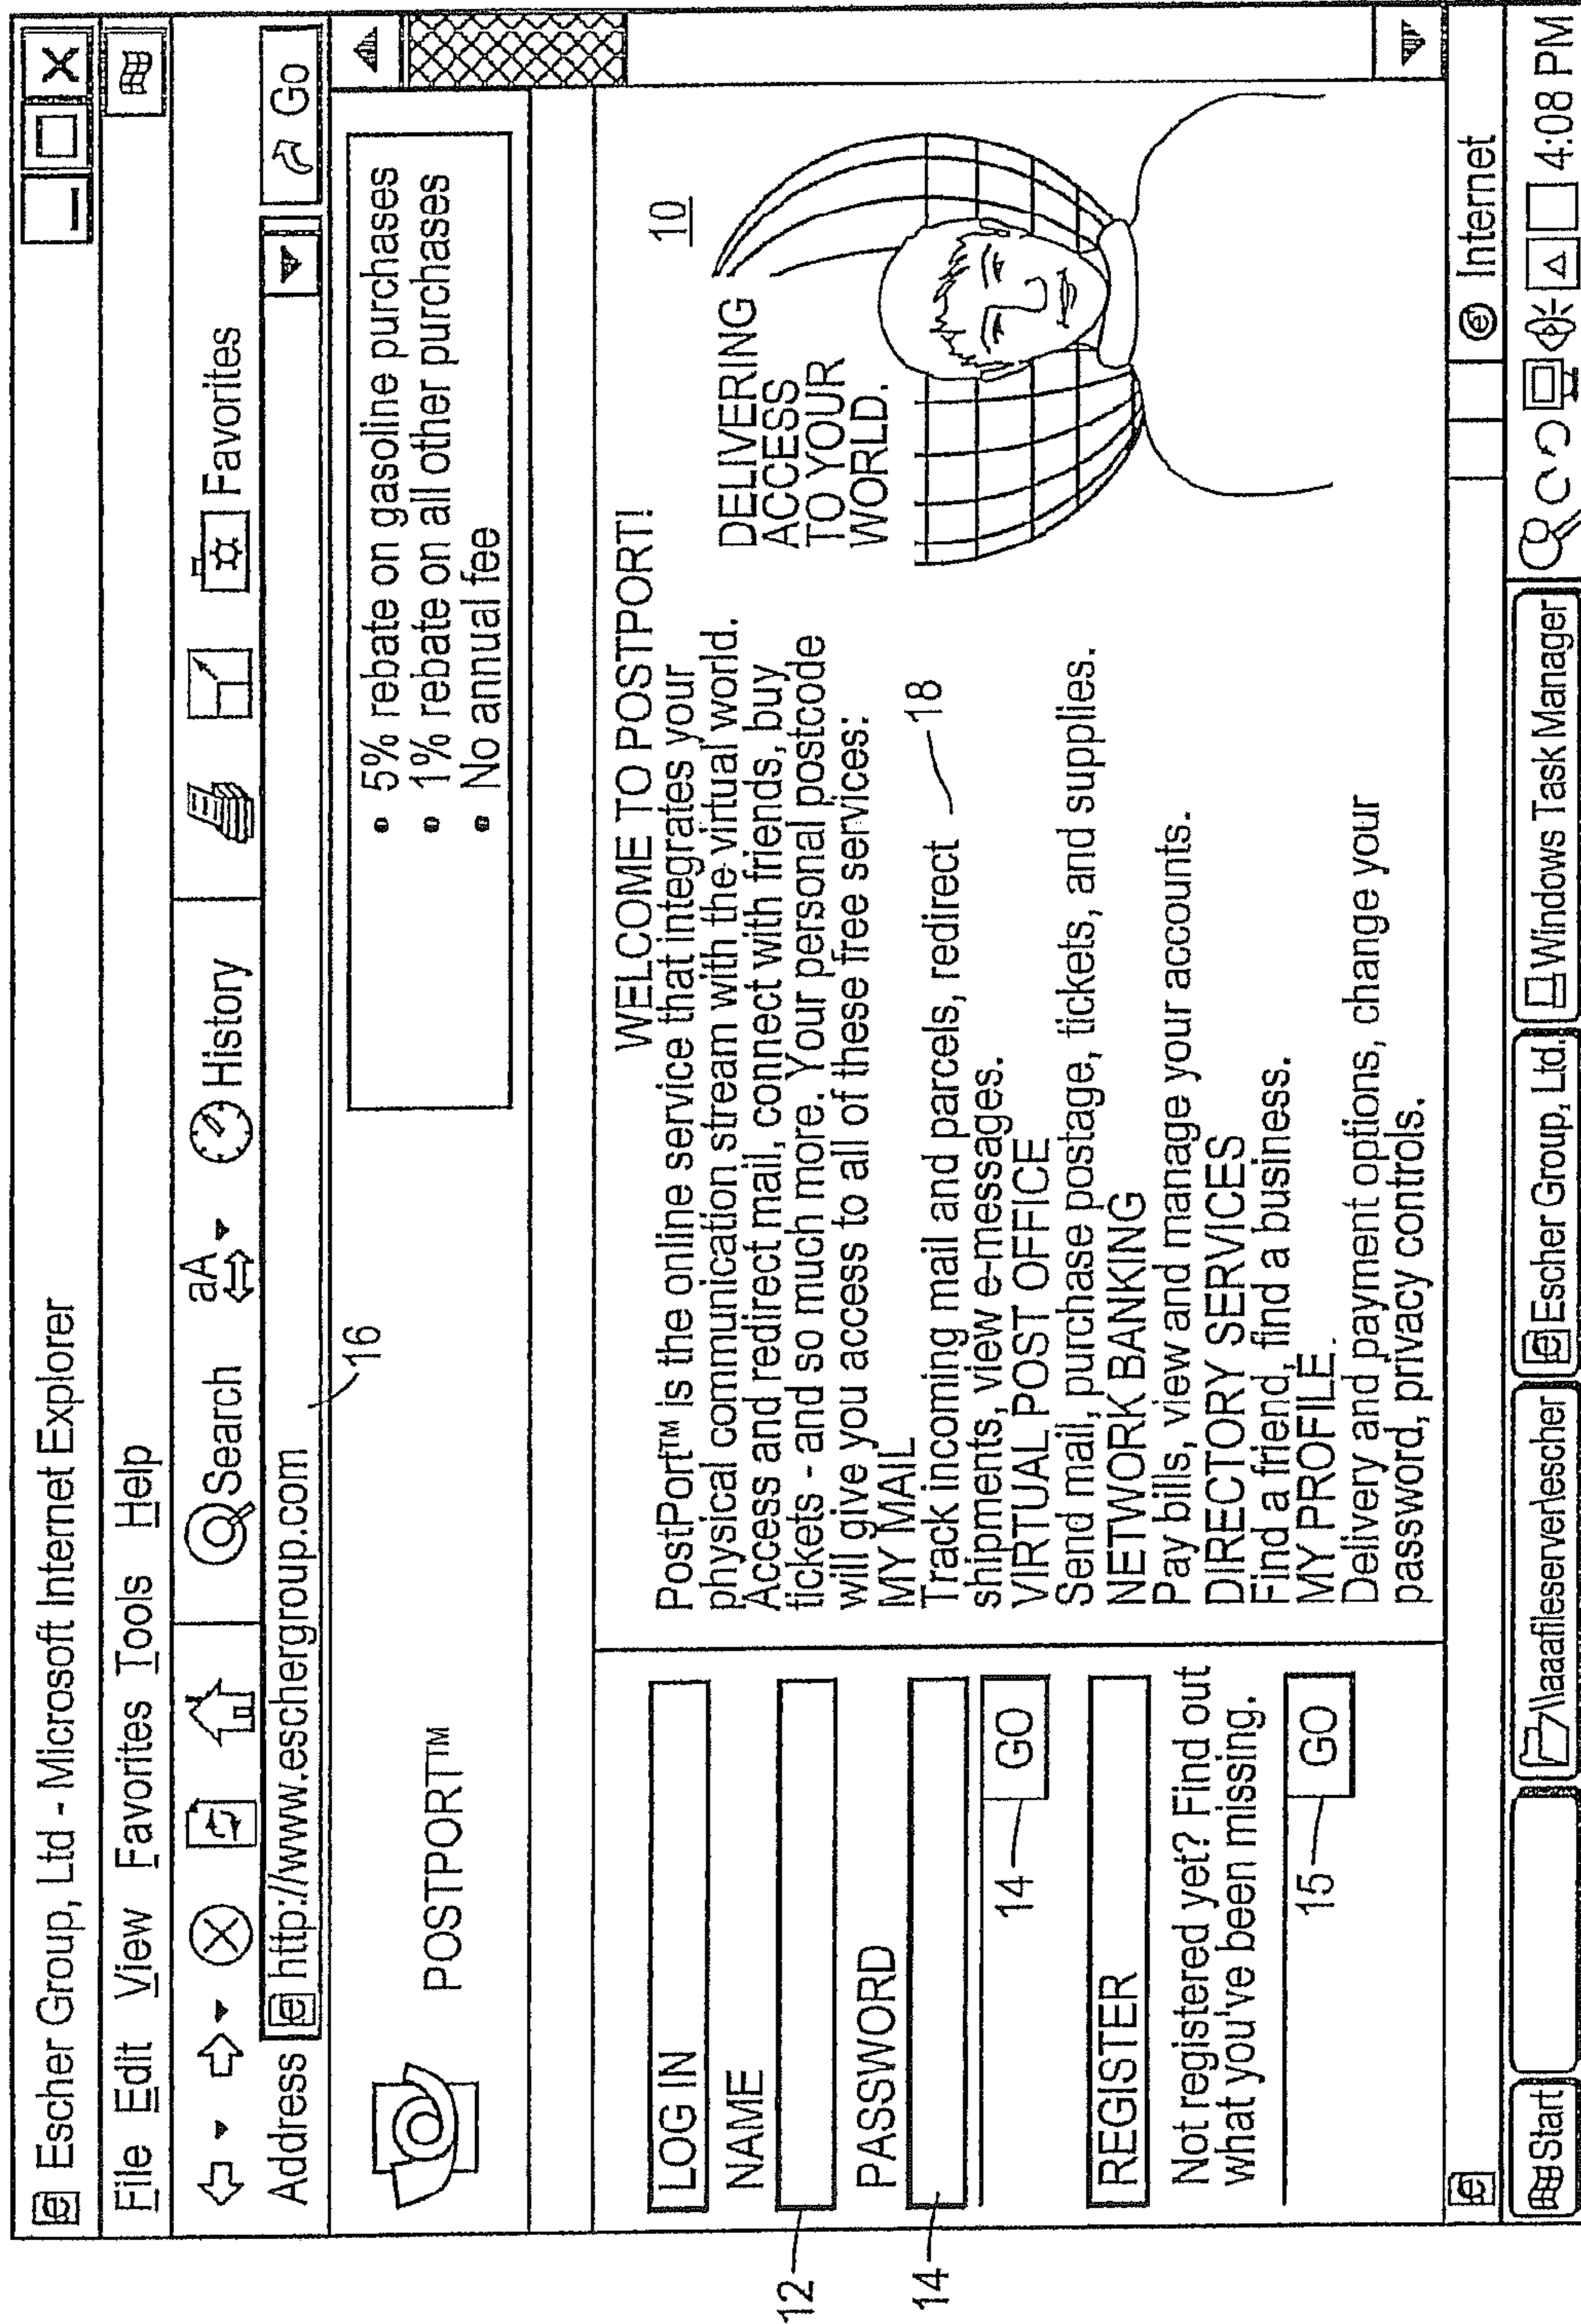 Escher Group, Ltd - Microsoft Internet Explorer
File Edit View Favorites Tools Help
Search aA History Favorites
Address http://www.eschergroup.com Go
16
POSTPORT™
• 5% rebate on gasoline purchases
• 1% rebate on all other purchases
• No annual fee
LOG IN
NAME
12
PASSWORD
14
14 GO
REGISTER
Not registered yet? Find out
what you've been missing.
15 GO
WELCOME TO POSTPORT!
PostPort™ is the online service that integrates your
physical communication stream with the virtual world.
Access and redirect mail, connect with friends, buy
tickets - and so much more. Your personal postcode
will give you access to all of these free services:
MY MAIL
Track incoming mail and parcels, redirect
18
shipments, view e-messages.
VIRTUAL POST OFFICE
Send mail, purchase postage, tickets, and supplies.
NETWORK BANKING
Pay bills, view and manage your accounts.
DIRECTORY SERVICES
Find a friend, find a business.
MY PROFILE.
Delivery and payment options, change your
password, privacy controls.
10
DELIVERING
ACCESS
TO YOUR
WORLD.
Internet
Start \\aaafileserverlescher Escher Group, Ltd. Windows Task Manager 4:08 PM